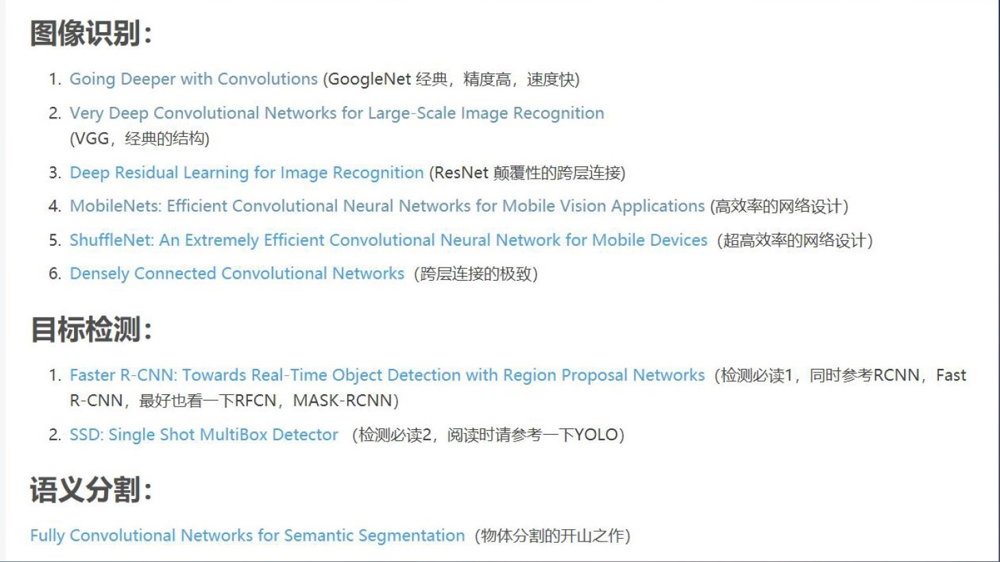 图像识别：
1. Going Deeper with Convolutions (GoogleNet 经典，精度高，速度快)
2. Very Deep Convolutional Networks for Large-Scale Image Recognition
(VGG，经典的结构)
3. Deep Residual Learning for Image Recognition (ResNet 颠覆性的跨层连接)
4. MobileNets: Efficient Convolutional Neural Networks for Mobile Vision Applications (高效率的网络设计)
5. ShuffleNet: An Extremely Efficient Convolutional Neural Network for Mobile Devices （超高效率的网络设计）
6. Densely Connected Convolutional Networks （跨层连接的极致）
目标检测：
1. Faster R-CNN: Towards Real-Time Object Detection with Region Proposal Networks （检测必读1，同时参考RCNN，Fast
R-CNN，最好也看一下RFCN，MASK-RCNN）
2. SSD: Single Shot MultiBox Detector （检测必读2，阅读时请参考一下YOLO）
语义分割：
Fully Convolutional Networks for Semantic Segmentation （物体分割的开山之作）